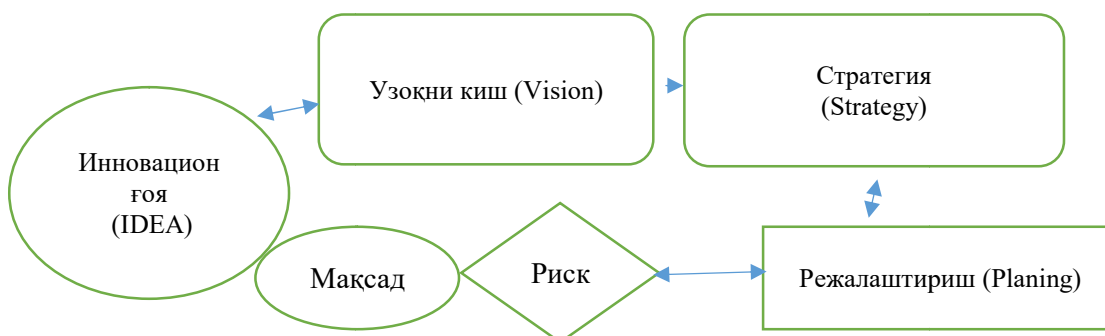 Инновацион
ғоя
(IDEA)
Узоқни киш (Vision)
Стратегия
(Strategy)
Мақсад
Риск
Режалаштириш (Planing)